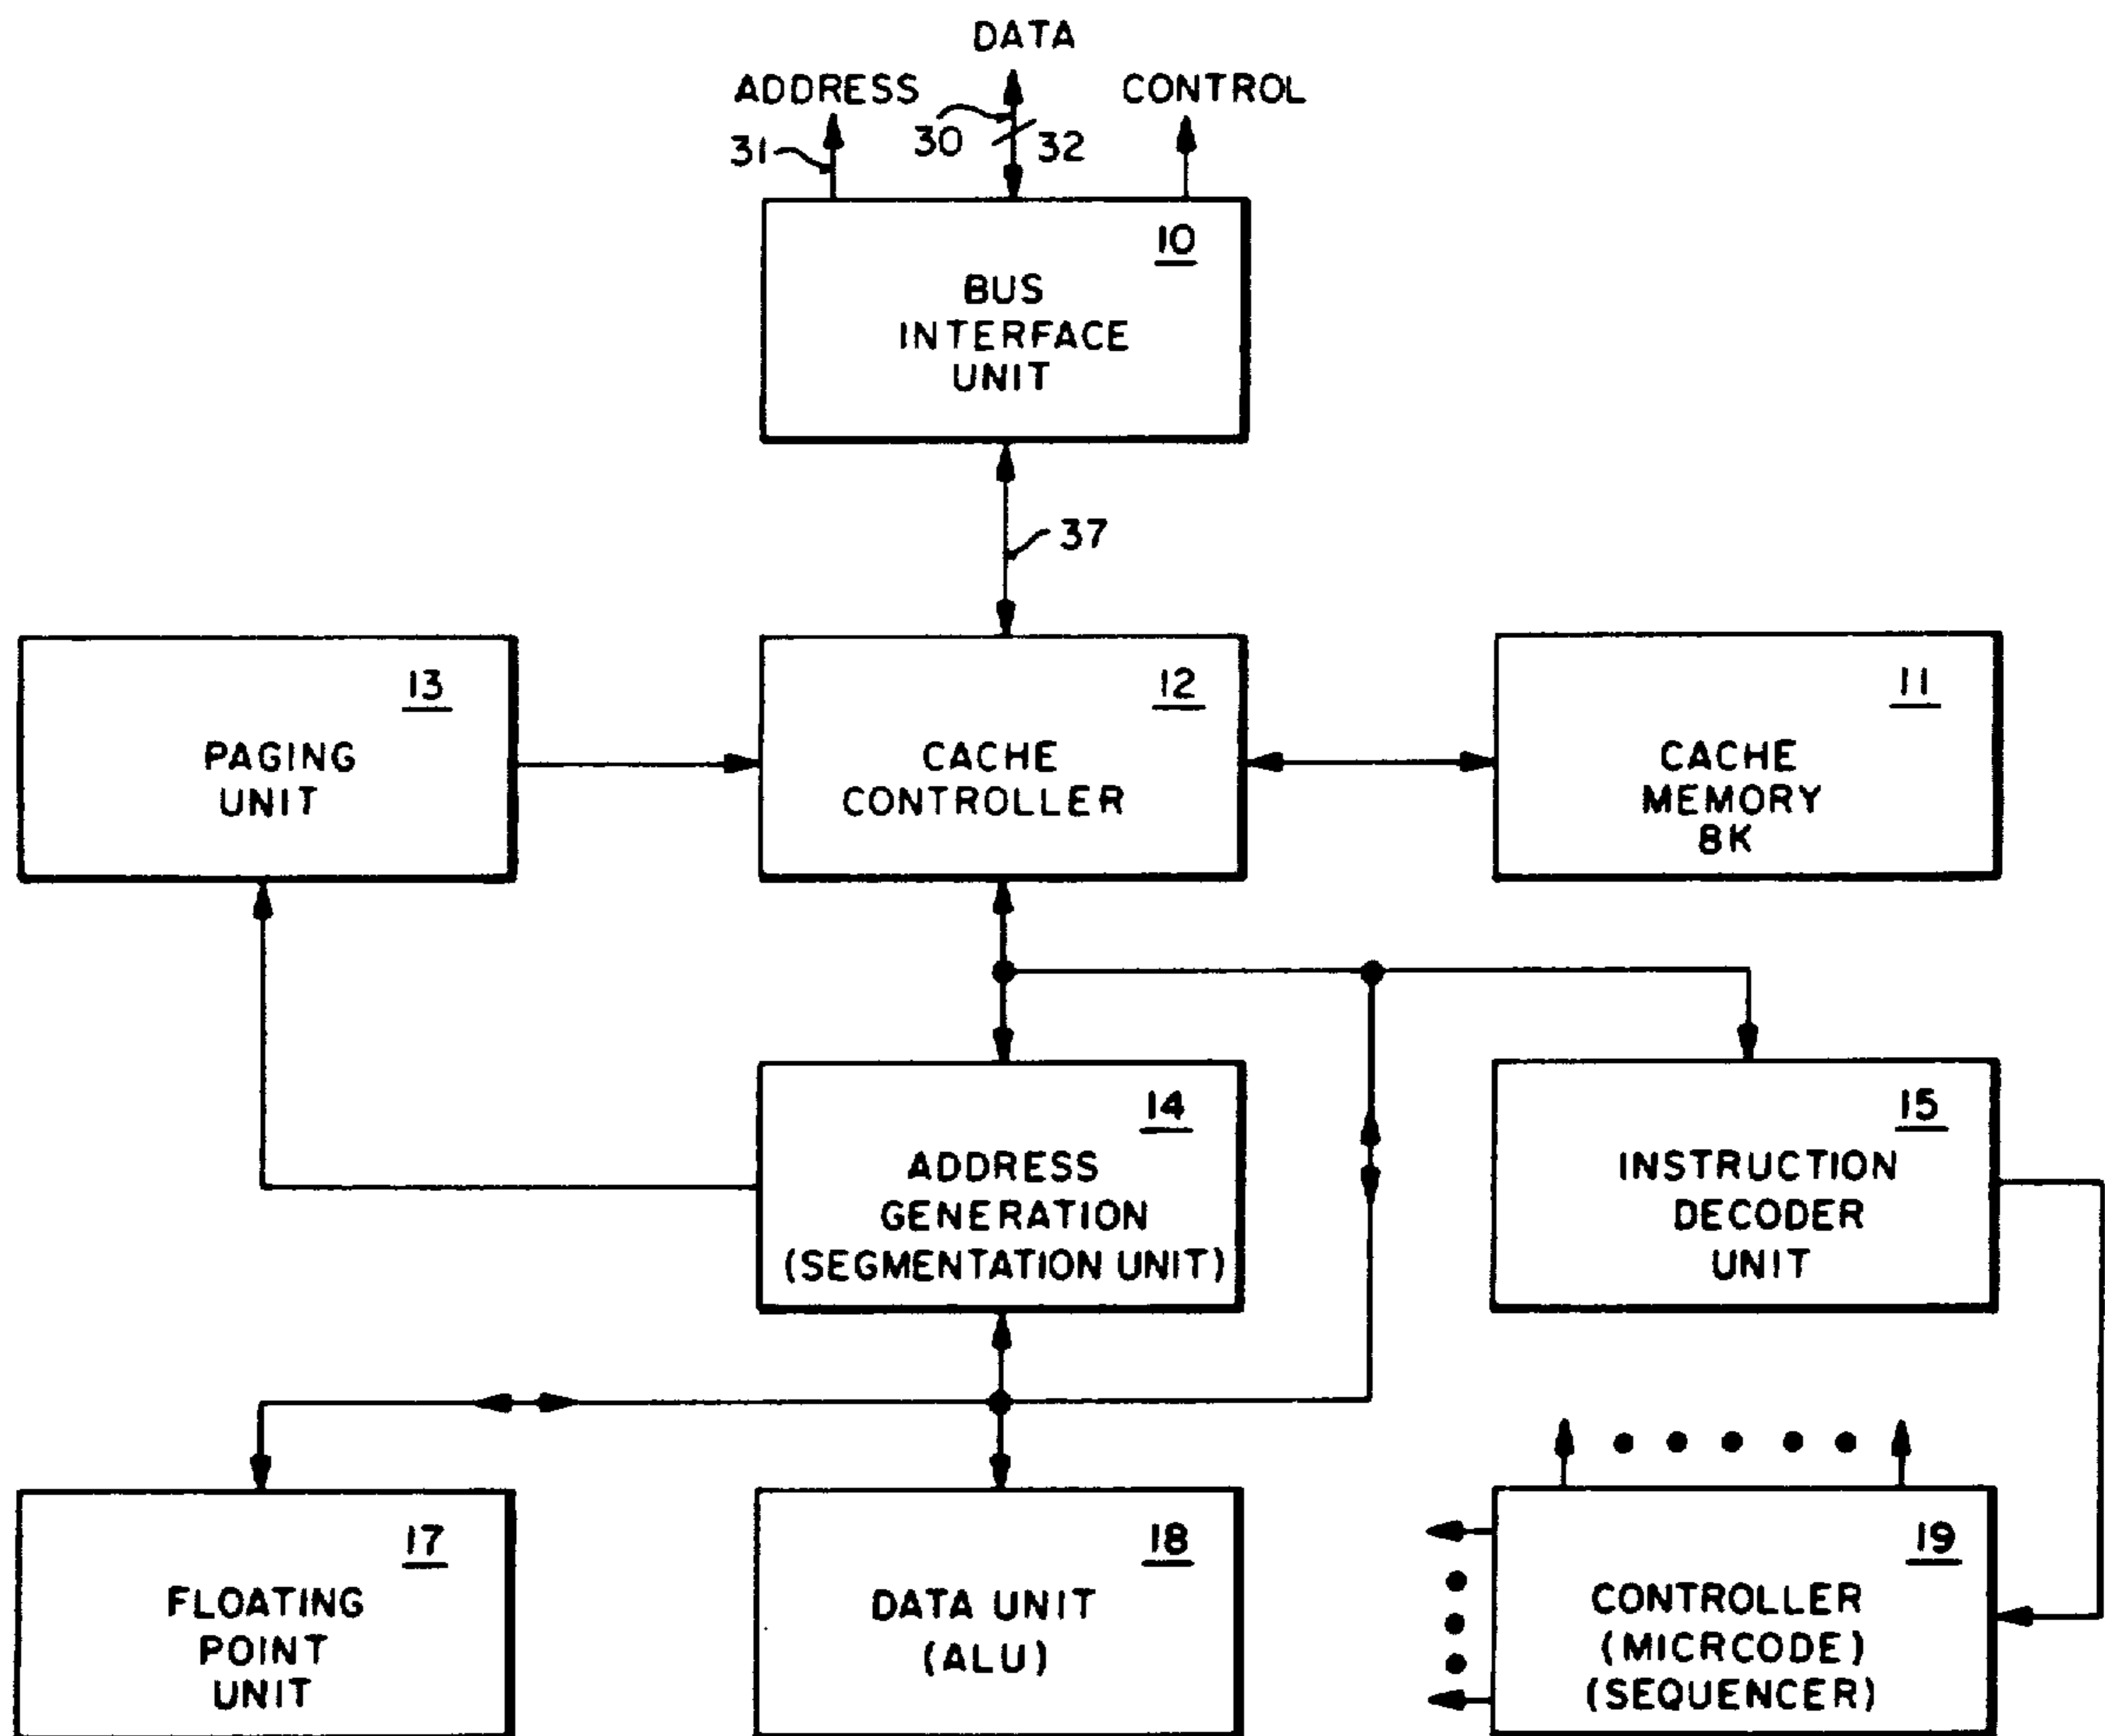 DATA
ADDRESS
CONTROL
30
32
31
10
BUS
INTERFACE
UNIT
37
13
PAGING
UNIT
12
CACHE
CONTROLLER
11
CACHE
MEMORY
8K
14
ADDRESS
GENERATION
(SEGMENTATION UNIT)
15
INSTRUCTION
DECODER
UNIT
17
FLOATING
POINT
UNIT
18
DATA UNIT
(ALU)
19
CONTROLLER
(MICRCODE)
(SEQUENCER)